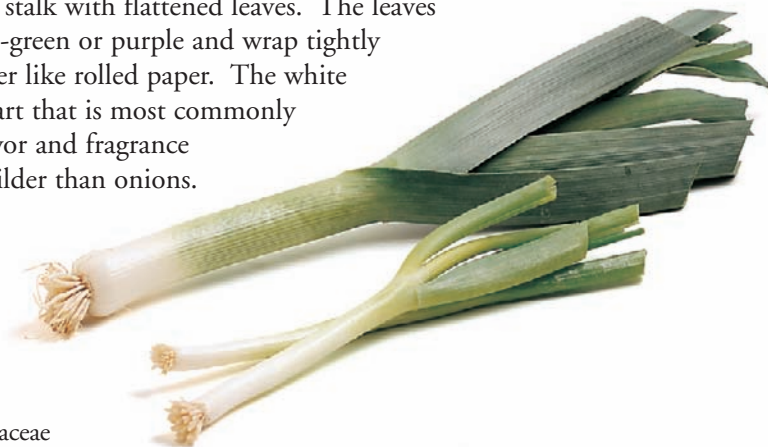 stalk with flattened leaves. The leaves
-green or purple and wrap tightly
er like rolled paper. The white
art that is most commonly
vor and fragrance
ilder than onions.
aceae